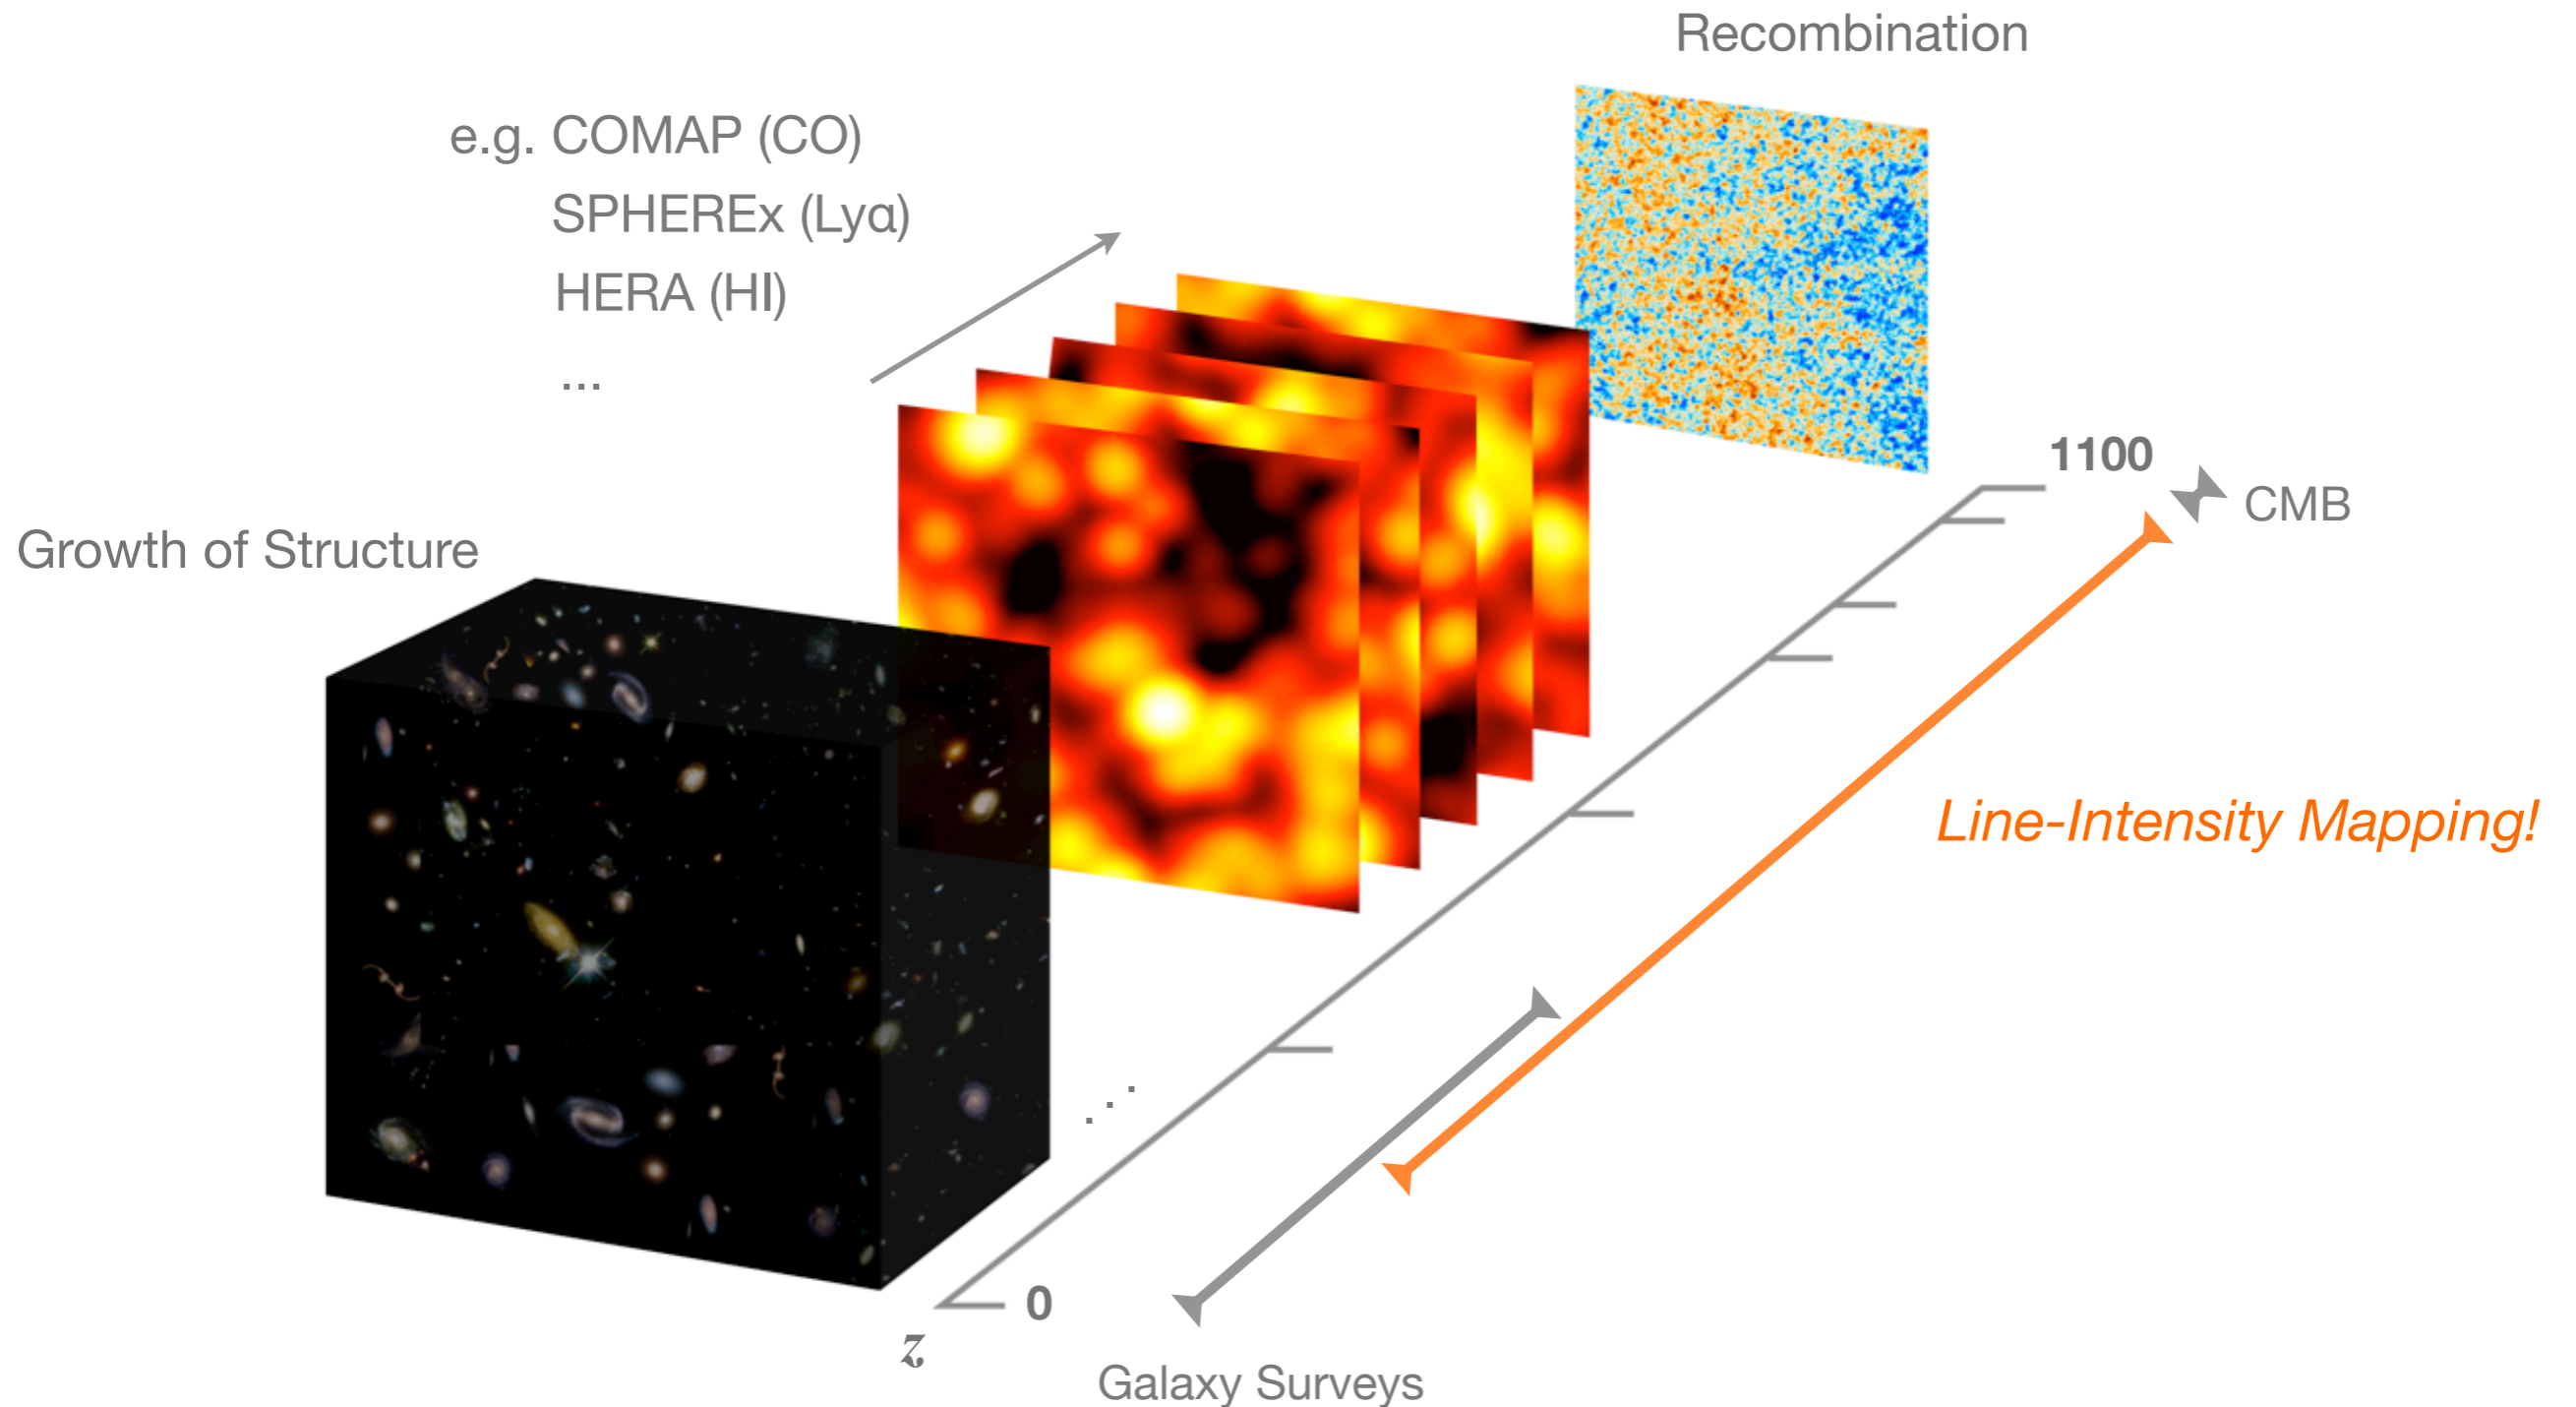 Recombination
e.g. COMAP (CO)
SPHEREx (Lyα)
HERA (HI)
...
Growth of Structure
1100
CMB
Line-Intensity Mapping!
0
z
Galaxy Surveys